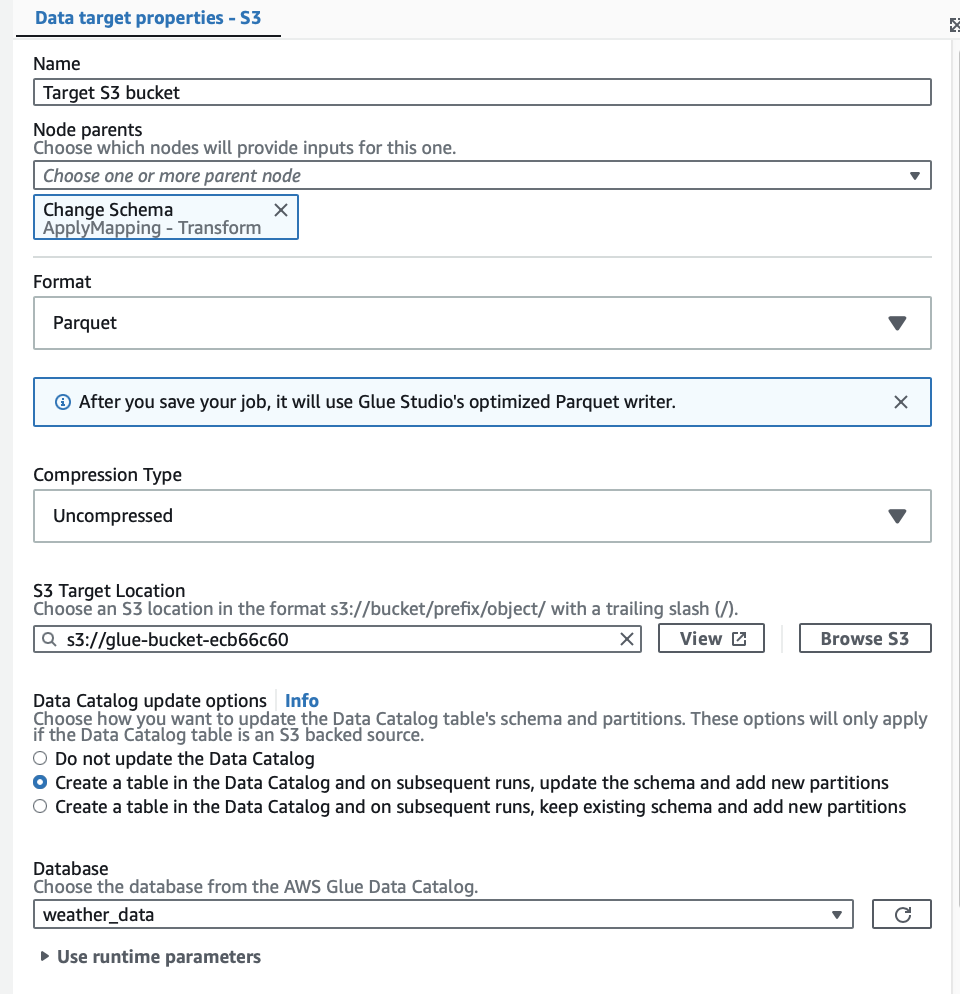 Data target properties - S3
Name
Target S3 bucket
Node parents
Choose which nodes will provide inputs for this one.
Choose one or more parent node
Change Schema
ApplyMapping - Transform
Format
Parquet
After you save your job, it will use Glue Studio's optimized Parquet writer.
Compression Type
Uncompressed
S3 Target Location
Choose an S3 location in the format s3://bucket/prefix/object/ with a trailing slash (/).
s3://glue-bucket-ecb66c60 View Browse S3
Data Catalog update options Info
Choose how you want to update the Data Catalog table's schema and partitions. These options will only apply
if the Data Catalog table is an S3 backed source.
Do not update the Data Catalog
Create a table in the Data Catalog and on subsequent runs, update the schema and add new partitions
Create a table in the Data Catalog and on subsequent runs, keep existing schema and add new partitions
Database
Choose the database from the AWS Glue Data Catalog.
weather_data
Use runtime parameters